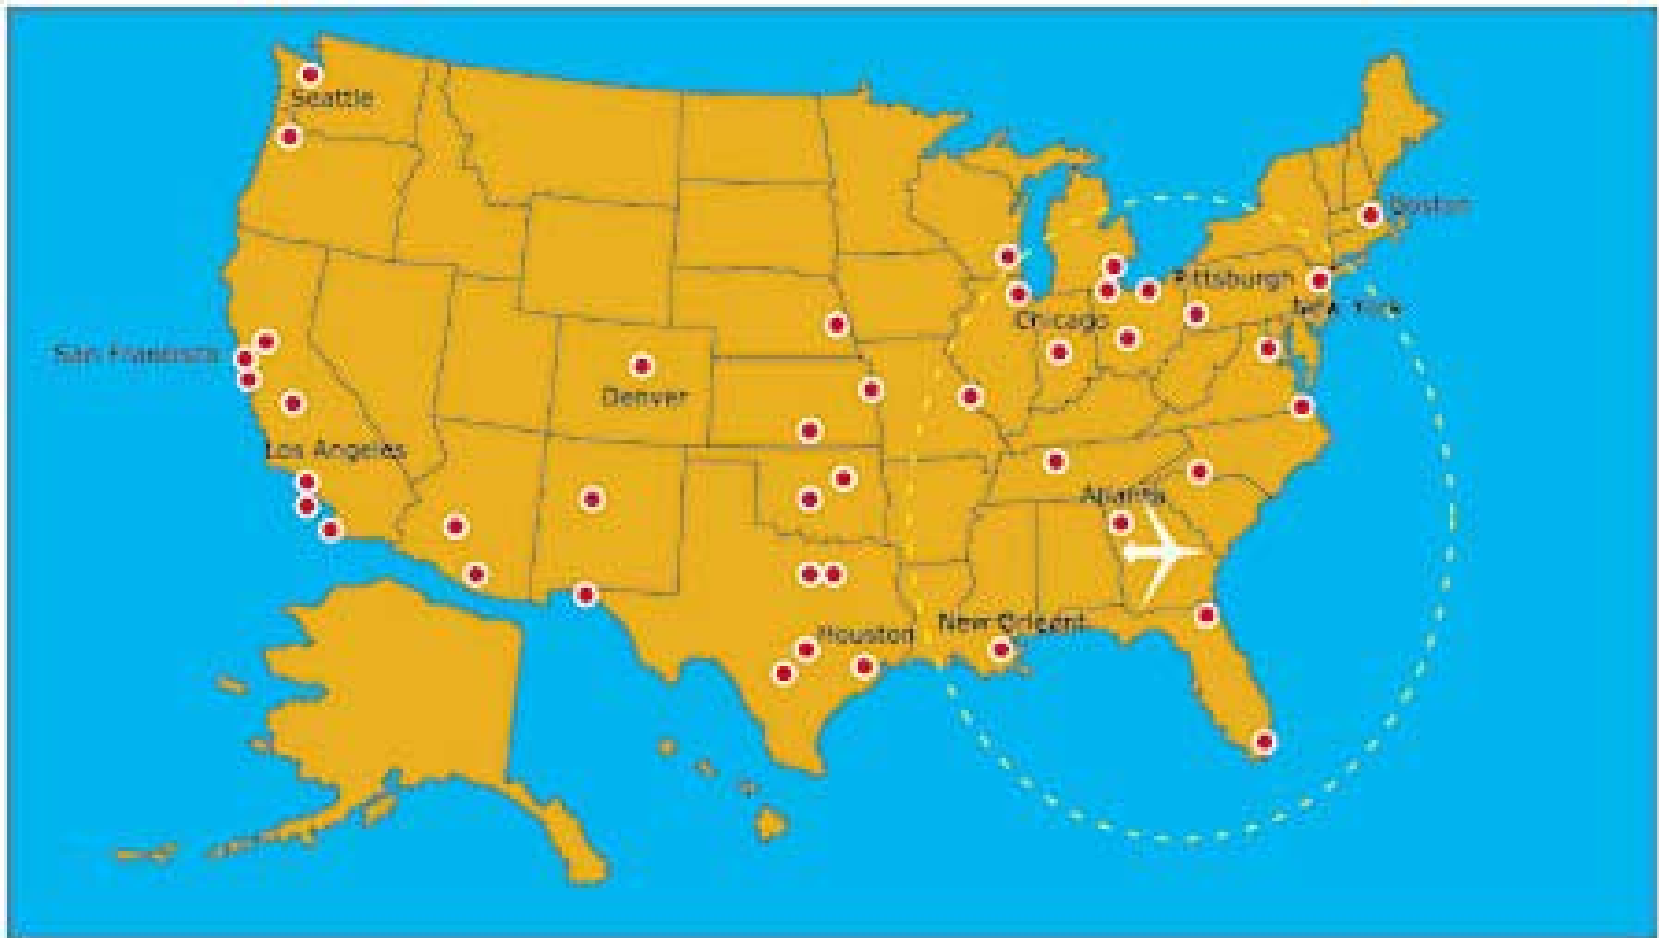 Seattle
Boston
Pittsburgh
New York
Chicago
San Francisco
Denver
Los Angeles
Atlanta
Houston
New Orleans